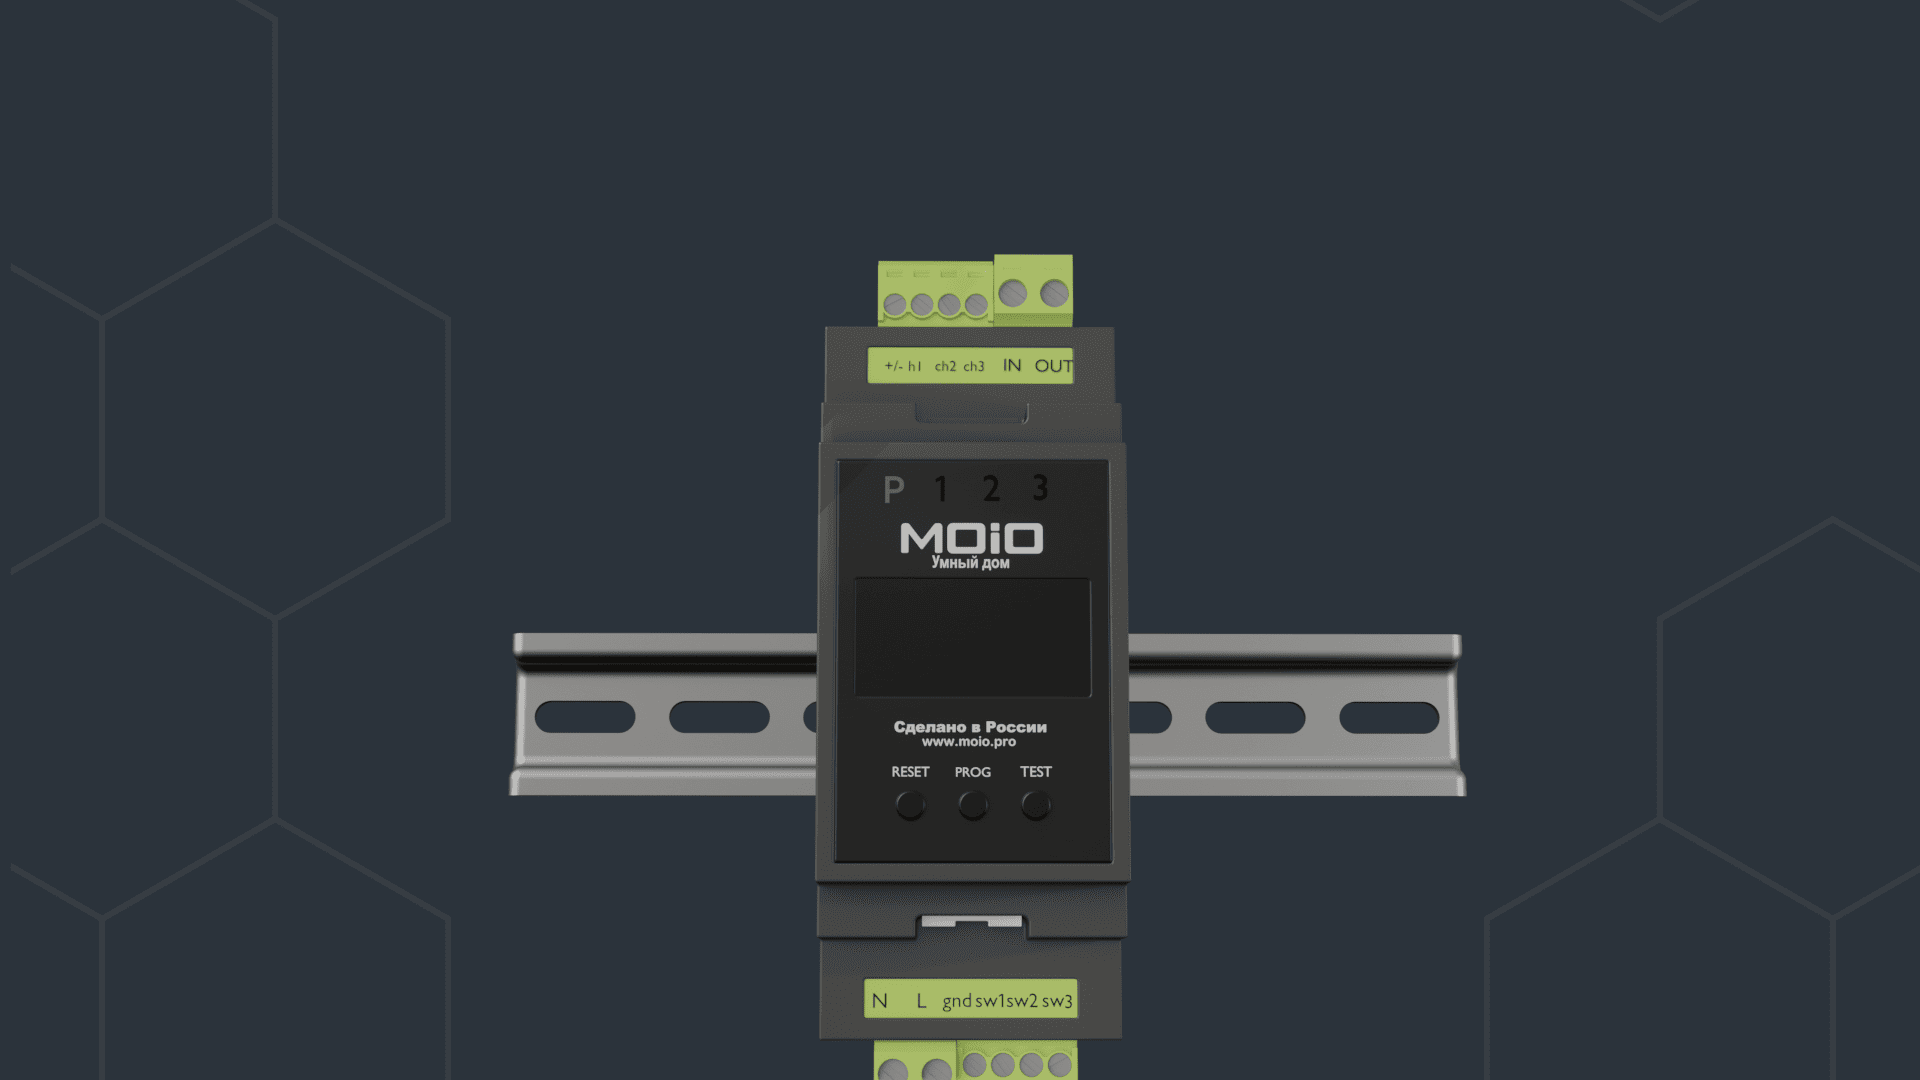 +/- h1 ch2 ch3 IN OUT
P 1 2 3
MOiO
Умный дом
Сделано в России
www.moio.pro
RESET PROG TEST
N L gnd sw1 sw2 sw3